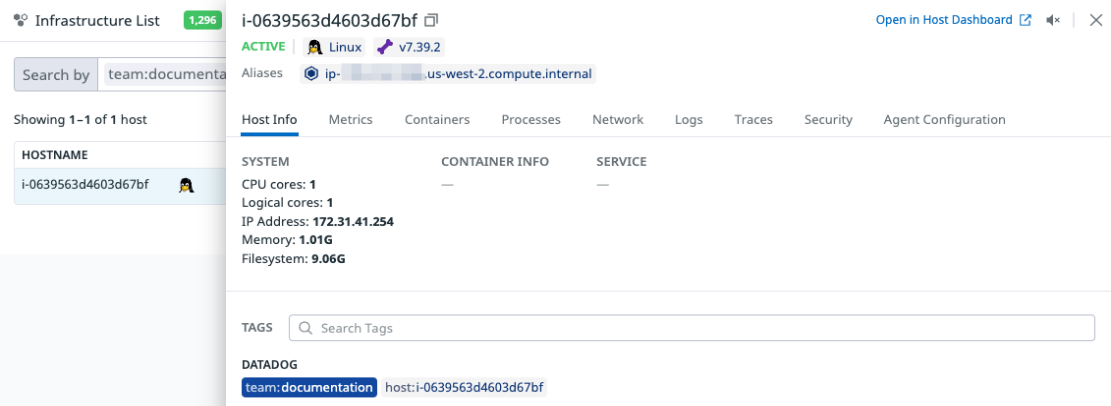 Infrastructure List 1,296
Search by team:documenta
Showing 1–1 of 1 host
HOSTNAME
i-0639563d4603d67bf
i-0639563d4603d67bf
Open in Host Dashboard
ACTIVE Linux v7.39.2
Aliases ip- .us-west-2.compute.internal
Host Info Metrics Containers Processes Network Logs Traces Security Agent Configuration
SYSTEM CONTAINER INFO SERVICE
CPU cores: 1 — —
Logical cores: 1
IP Address: 172.31.41.254
Memory: 1.01G
Filesystem: 9.06G
TAGS Search Tags
DATADOG
team:documentation host:i-0639563d4603d67bf